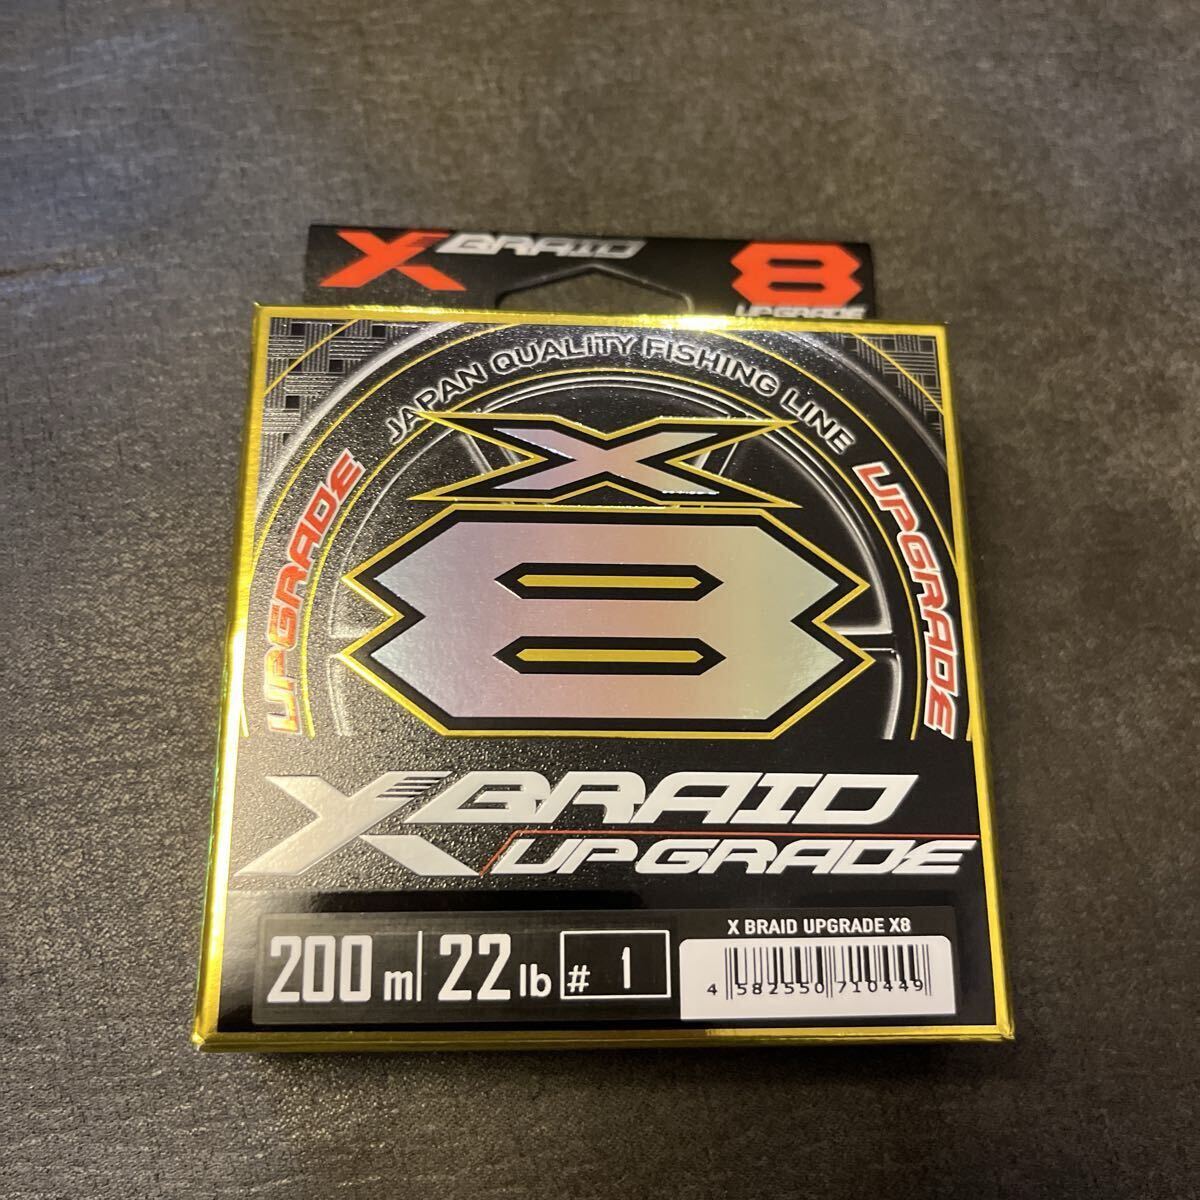 X BRAID
8
UPGRADE
JAPAN QUALITY FISHING LINE
UPGRADE
UPGRADE
X
8
X BRAID
UPGRADE
200m 22lb # 1
X BRAID UPGRADE X8
4 582550 710449